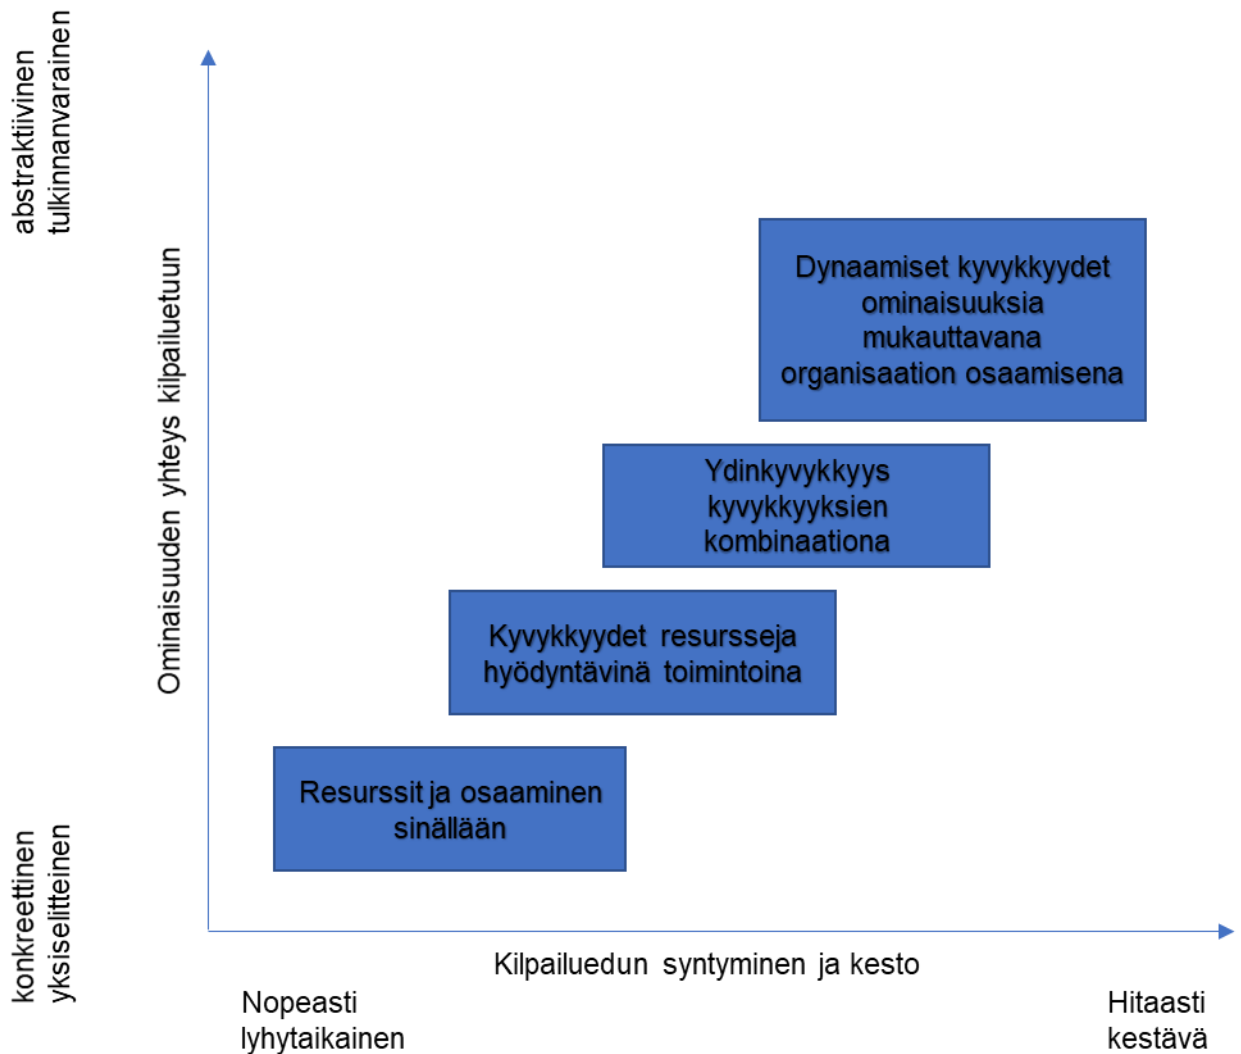 abstraktiivinen
tulkinnanvarainen
Ominaisuuden yhteys kilpailuetuun
konkreettinen
yksiselitteinen
Dynaamiset kyvykkyydet
ominaisuuksia
mukauttavana
organisaation osaamisena
Ydinkyvykkyys
kyvykkyyksien
kombinaationa
Kyvykkyydet resursseja
hyödyntävinä toimintoina
Resurssit ja osaaminen
sinällään
Kilpailuedun syntyminen ja kesto
Nopeasti
lyhytaikainen
Hitaasti
kestävä